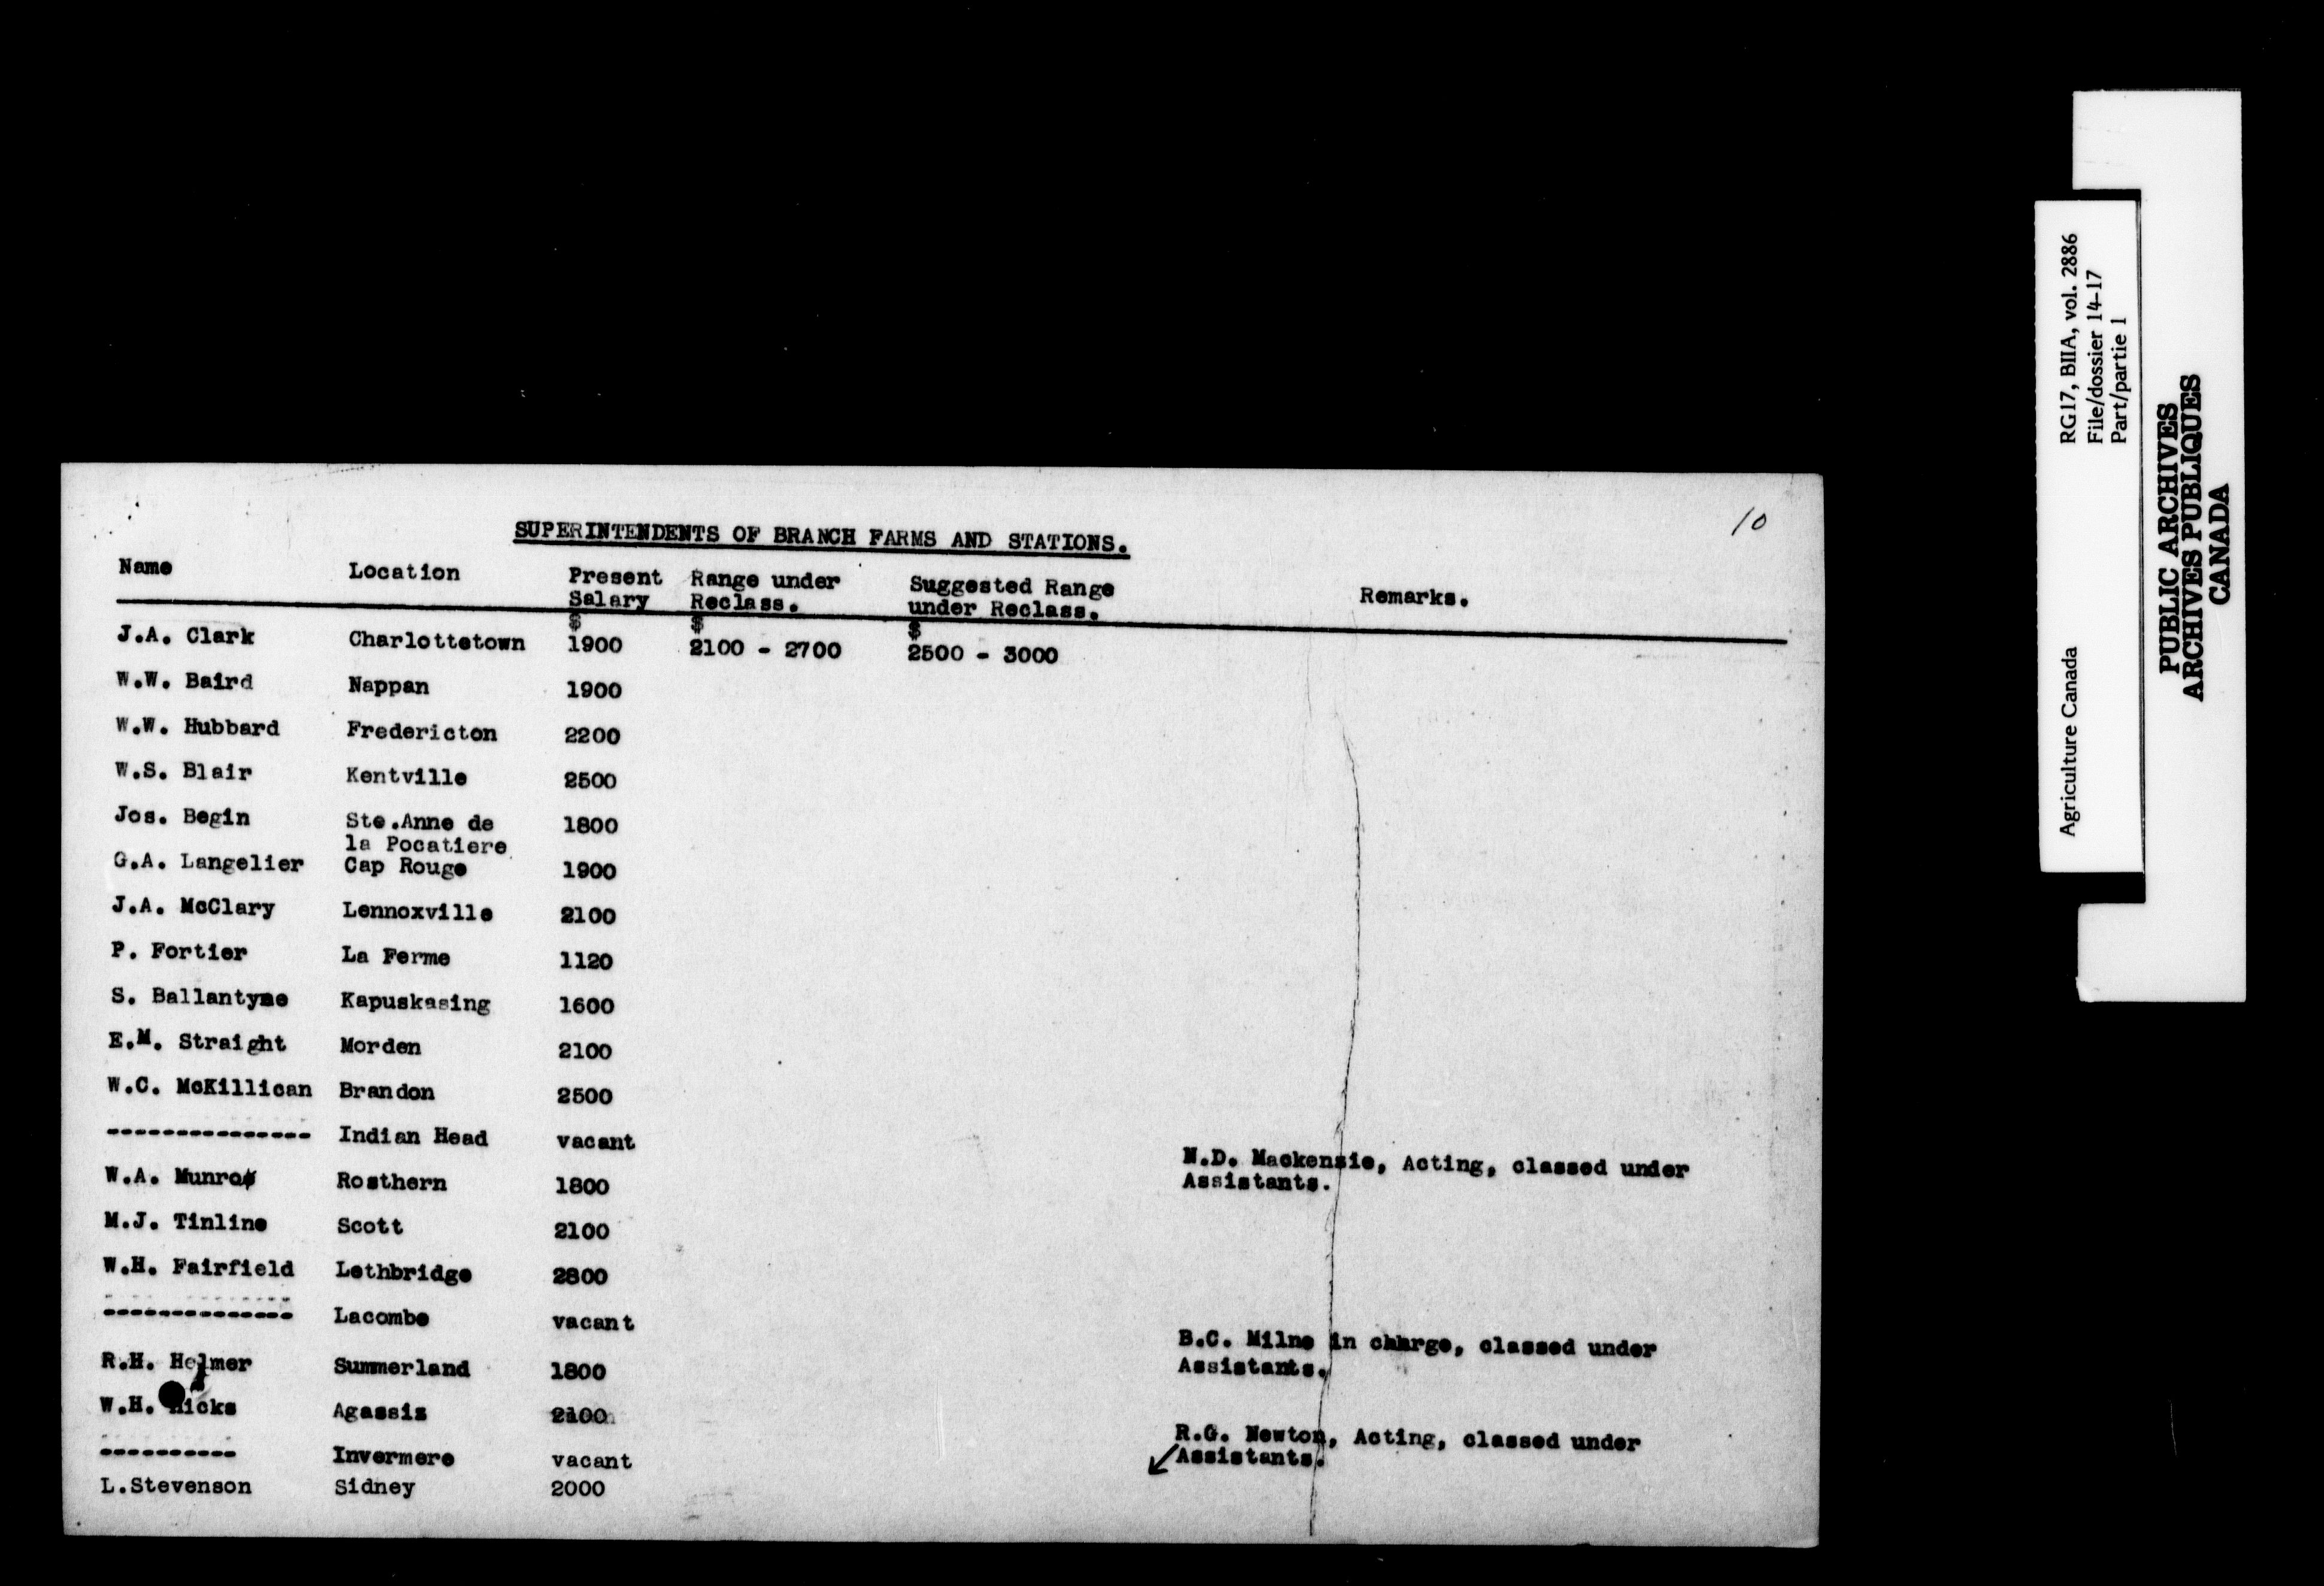 10
SUPERINTENDENTS OF BRANCH FARMS AND STATIONS.
Name Location Present Salary Range under Reclass. Suggested Range under Reclass. Remarks.
$ $ $
J.A. Clark Charlottetown 1900 2100 - 2700 2500 - 3000
W.W. Baird Nappan 1900
W.W. Hubbard Fredericton 2200
W.S. Blair Kentville 2500
Jos. Begin Ste.Anne de la Pocatiere 1800
G.A. Langelier Cap Rouge 1900
J.A. McClary Lennoxville 2100
P. Fortier La Ferme 1120
S. Ballantyne Kapuskasing 1600
E.M. Straight Morden 2100
W.C. McKillican Brandon 2500
--------------- Indian Head vacant N.D. Mackenzie, Acting, classed under Assistants.
W.A. Munro Rosthern 1800
M.J. Tinline Scott 2100
W.H. Fairfield Lethbridge 2800
-------------- Lacombe vacant B.C. Milne in charge, classed under Assistants.
R.H. Helmer Summerland 1800
W.H. Hicks Agassiz 2100
---------- Invermere vacant R.G. Newton, Acting, classed under Assistants.
L.Stevenson Sidney 2000
Agriculture Canada RG17, BIIA, vol. 2886
File/dossier 14-17
Part/partie 1
PUBLIC ARCHIVES
ARCHIVES PUBLIQUES
CANADA